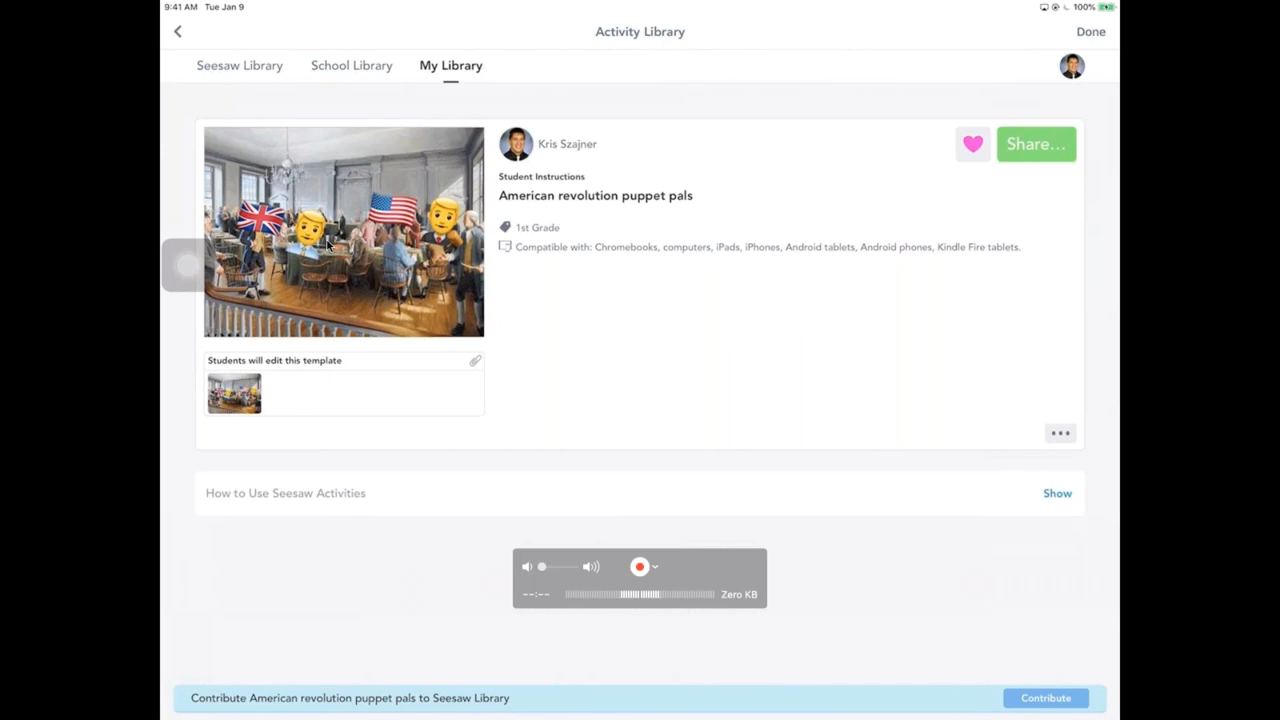 9:41 AM Tue Jan 9
100%
Activity Library
Done
Seesaw Library
School Library
My Library
Kris Szajner
Share...
Student Instructions
American revolution puppet pals
1st Grade
Compatible with: Chromebooks, computers, iPads, iPhones, Android tablets, Android phones, Kindle Fire tablets.
Students will edit this template
How to Use Seesaw Activities
Show
--:--
Zero KB
Contribute American revolution puppet pals to Seesaw Library
Contribute